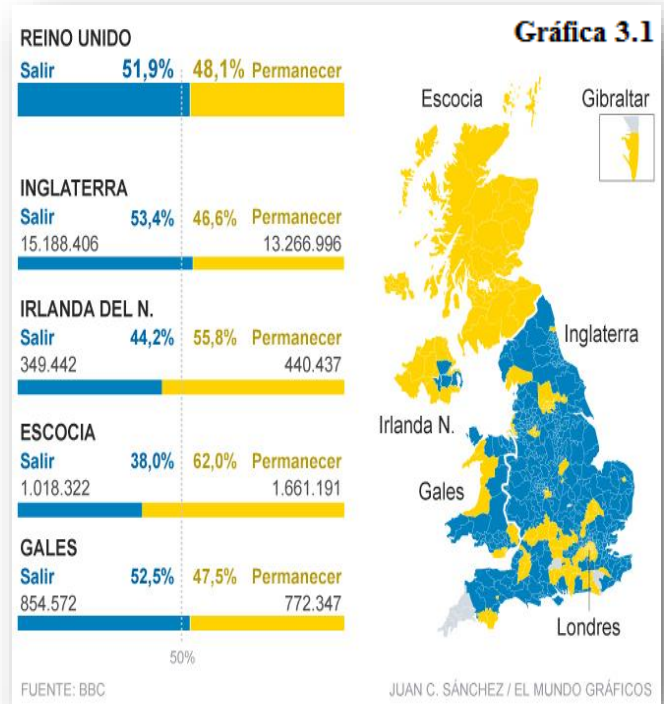 Gráfica 3.1
REINO UNIDO
Salir 51,9% 48,1% Permanecer
INGLATERRA
Salir 53,4% 46,6% Permanecer
15.188.406 13.266.996
IRLANDA DEL N.
Salir 44,2% 55,8% Permanecer
349.442 440.437
ESCOCIA
Salir 38,0% 62,0% Permanecer
1.018.322 1.661.191
GALES
Salir 52,5% 47,5% Permanecer
854.572 772.347
50%
Escocia
Gibraltar
Inglaterra
Irlanda N.
Gales
Londres
FUENTE: BBC
JUAN C. SÁNCHEZ / EL MUNDO GRÁFICOS